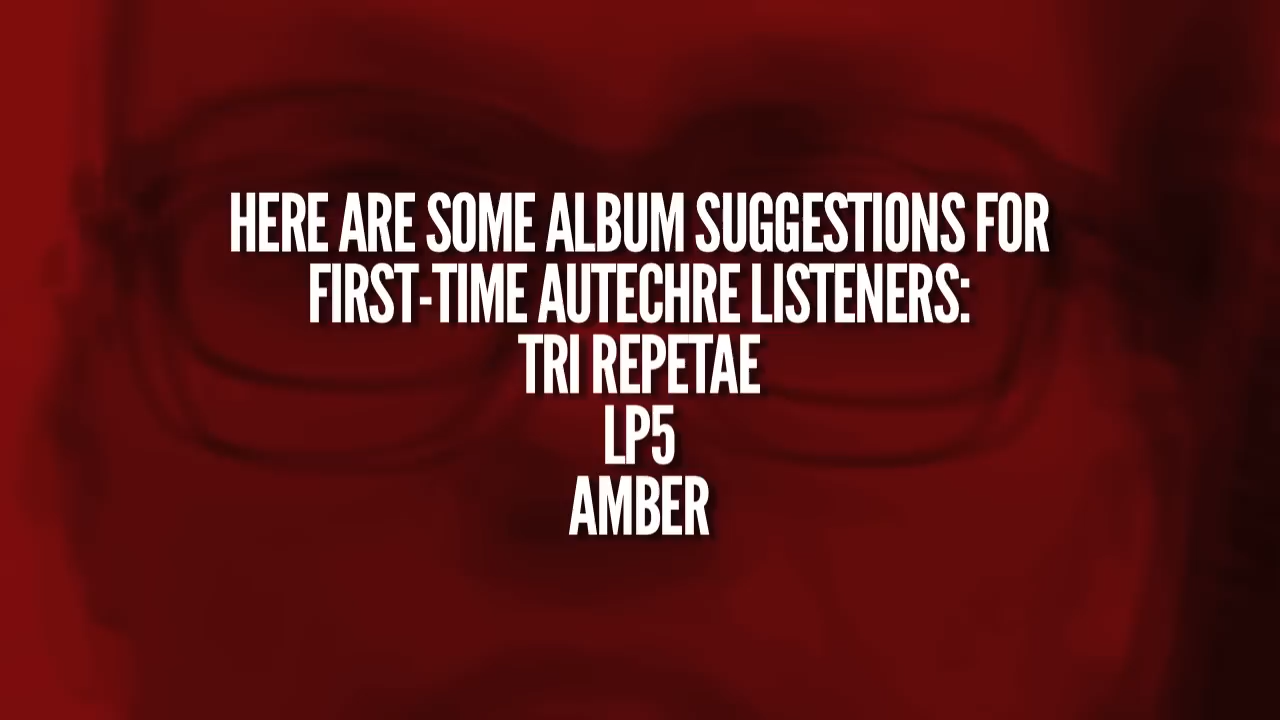 HERE ARE SOME ALBUM SUGGESTIONS FOR
FIRST-TIME AUTECHRE LISTENERS:
TRI REPETAE
LP5
AMBER